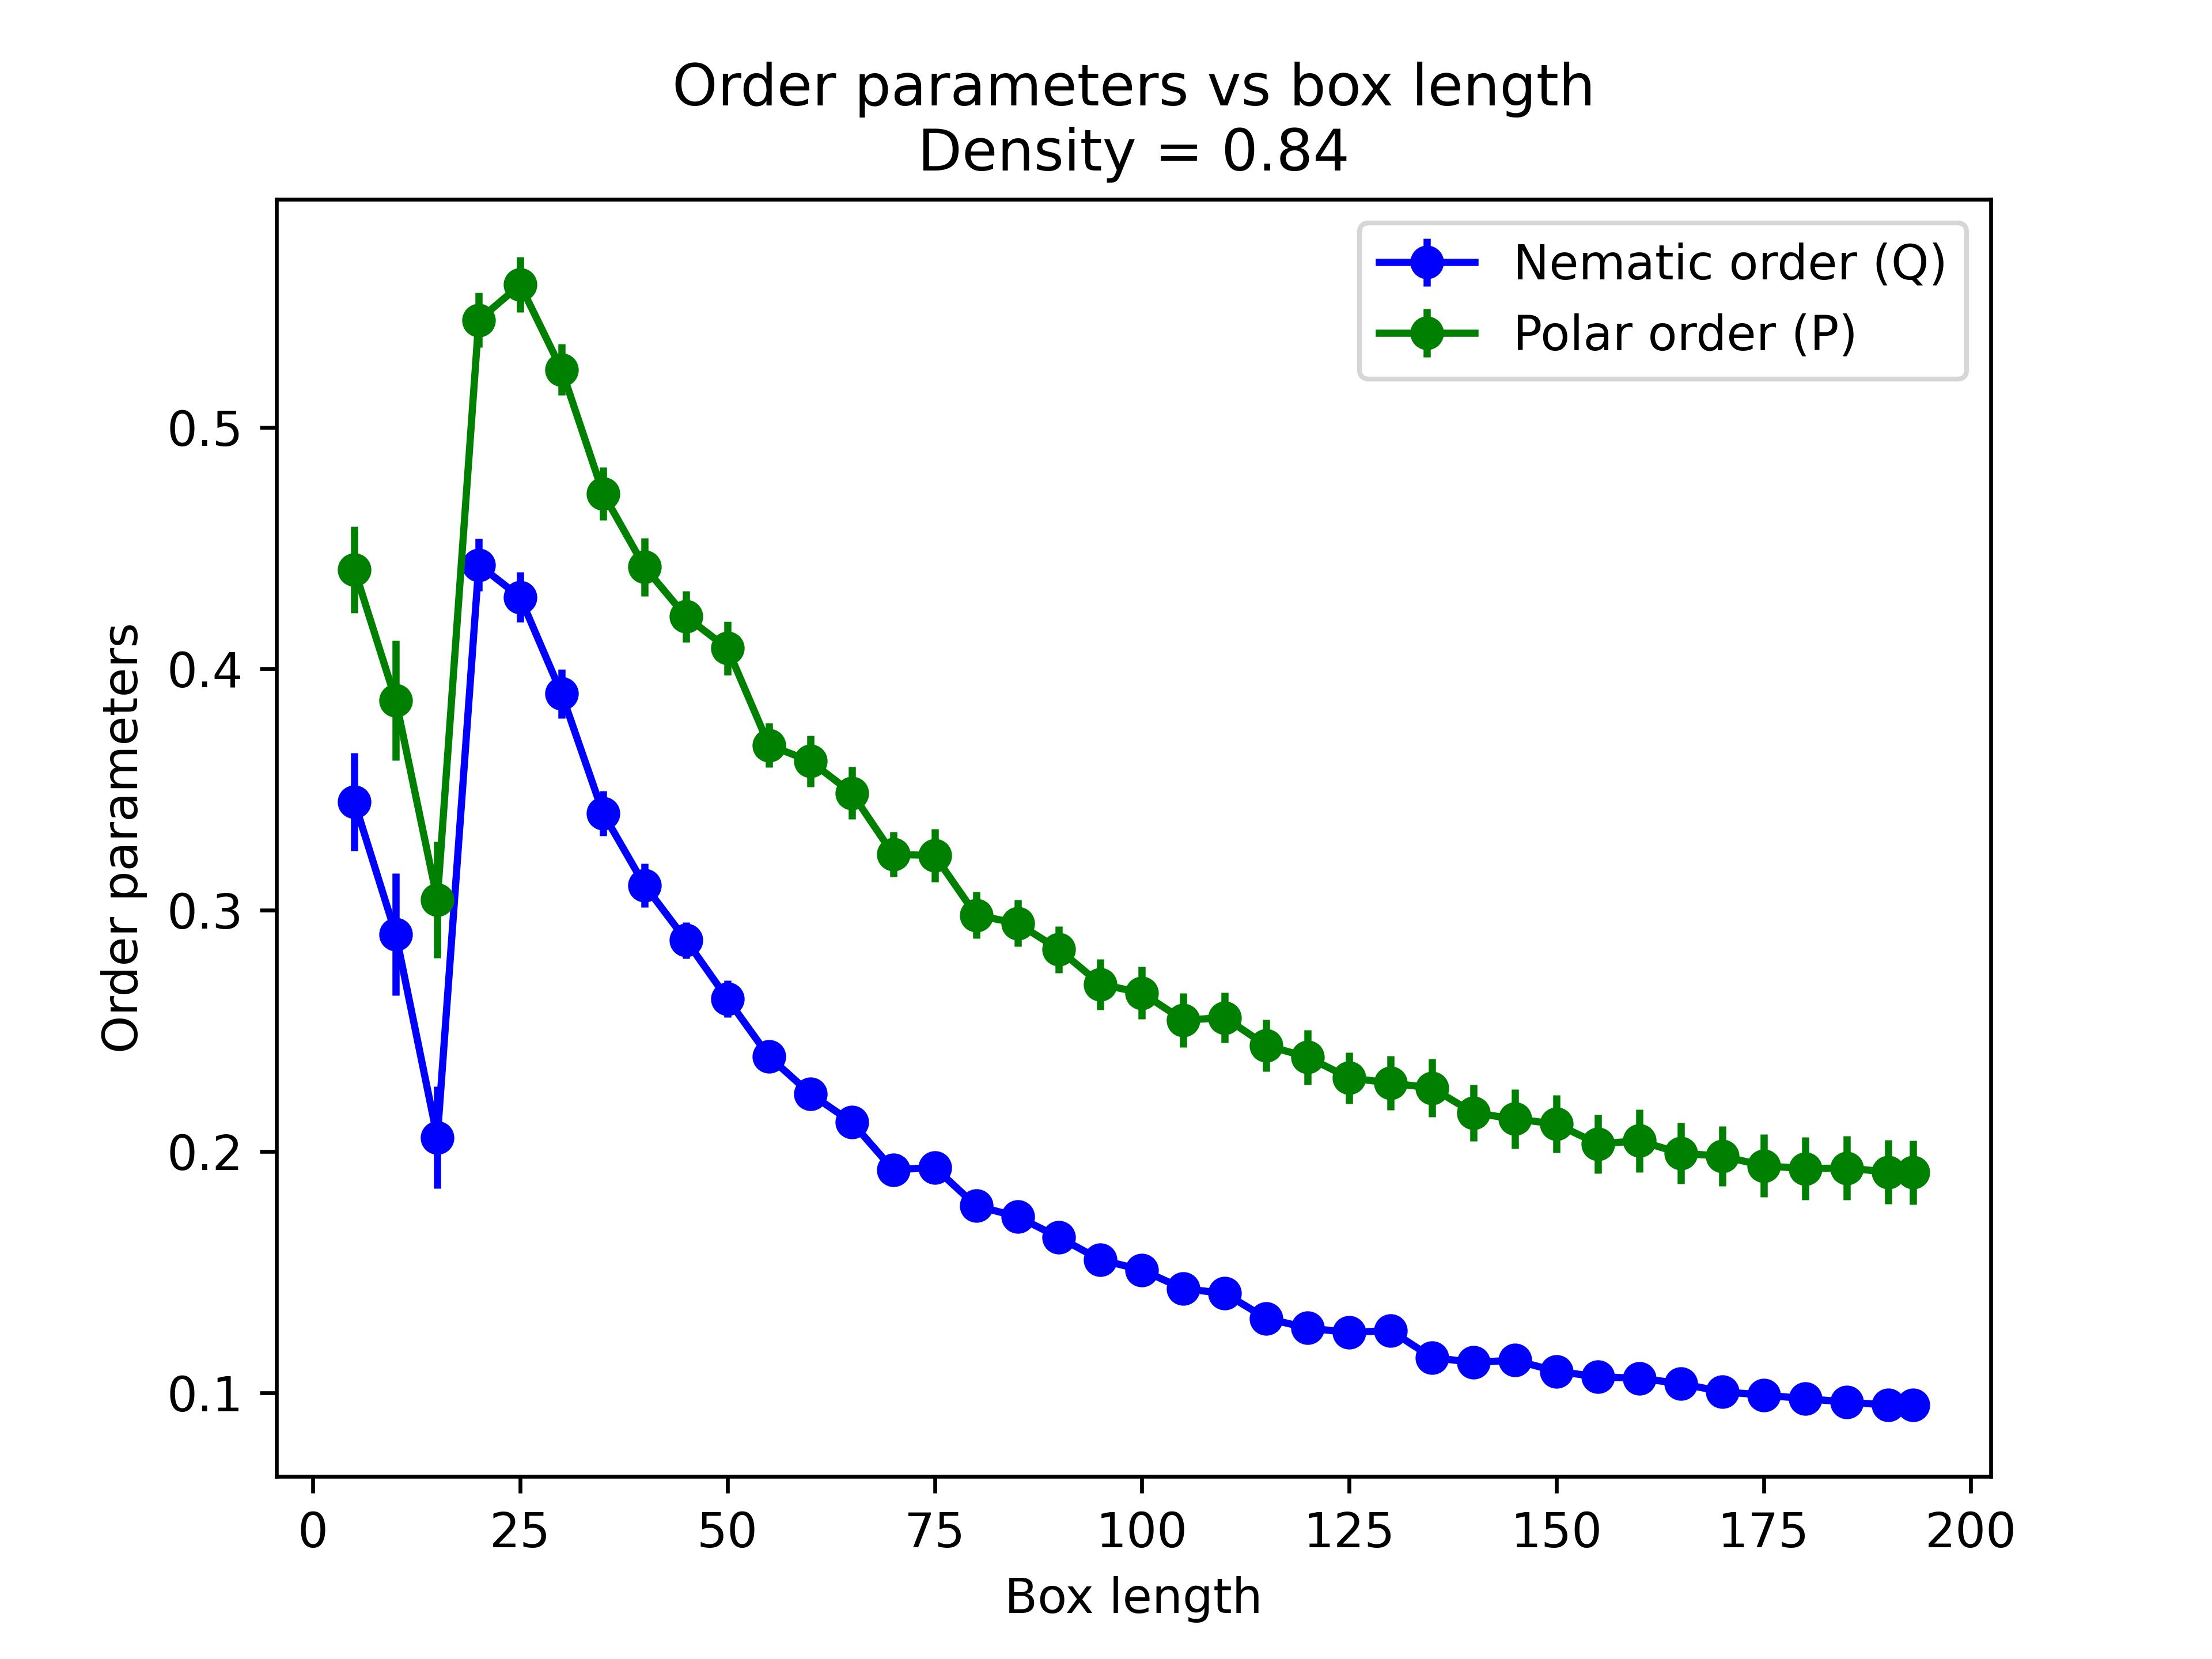 Order parameters vs box length
Density = 0.84
Nematic order (Q)
Polar order (P)
Order parameters
0.5
0.4
0.3
0.2
0.1
0 25 50 75 100 125 150 175 200
Box length